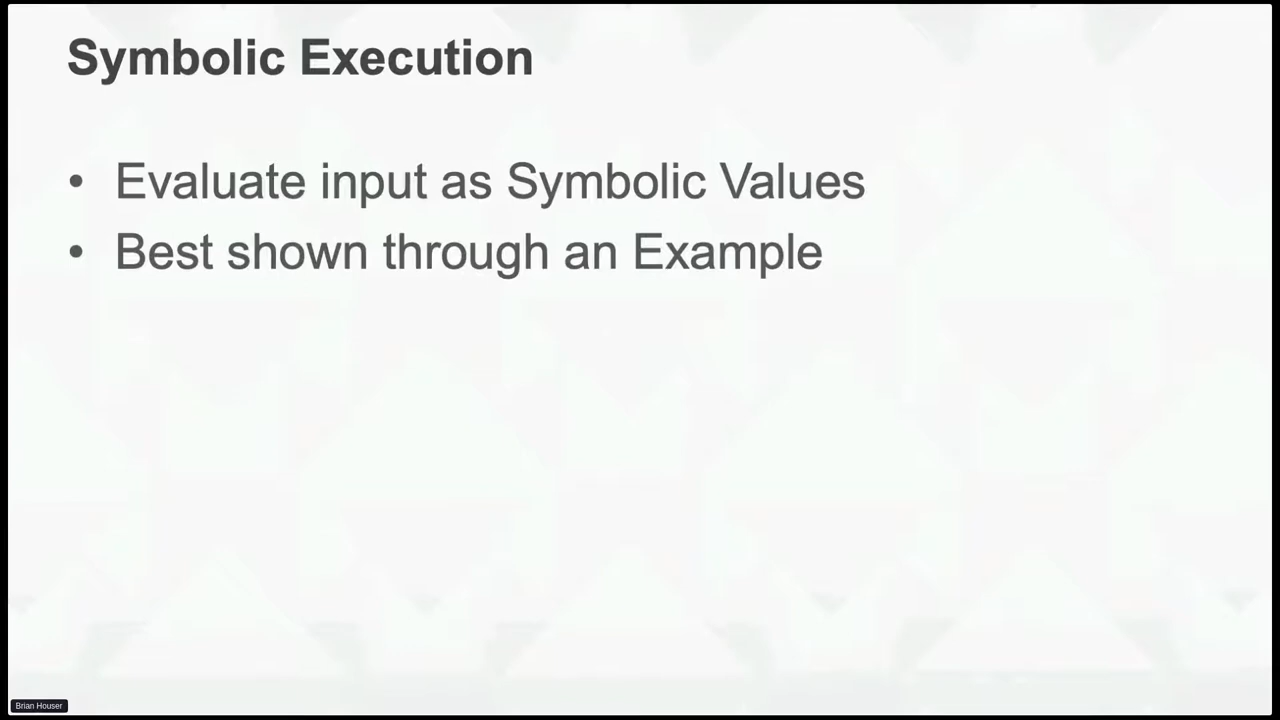 Symbolic Execution
• Evaluate input as Symbolic Values
• Best shown through an Example
Brian Houser